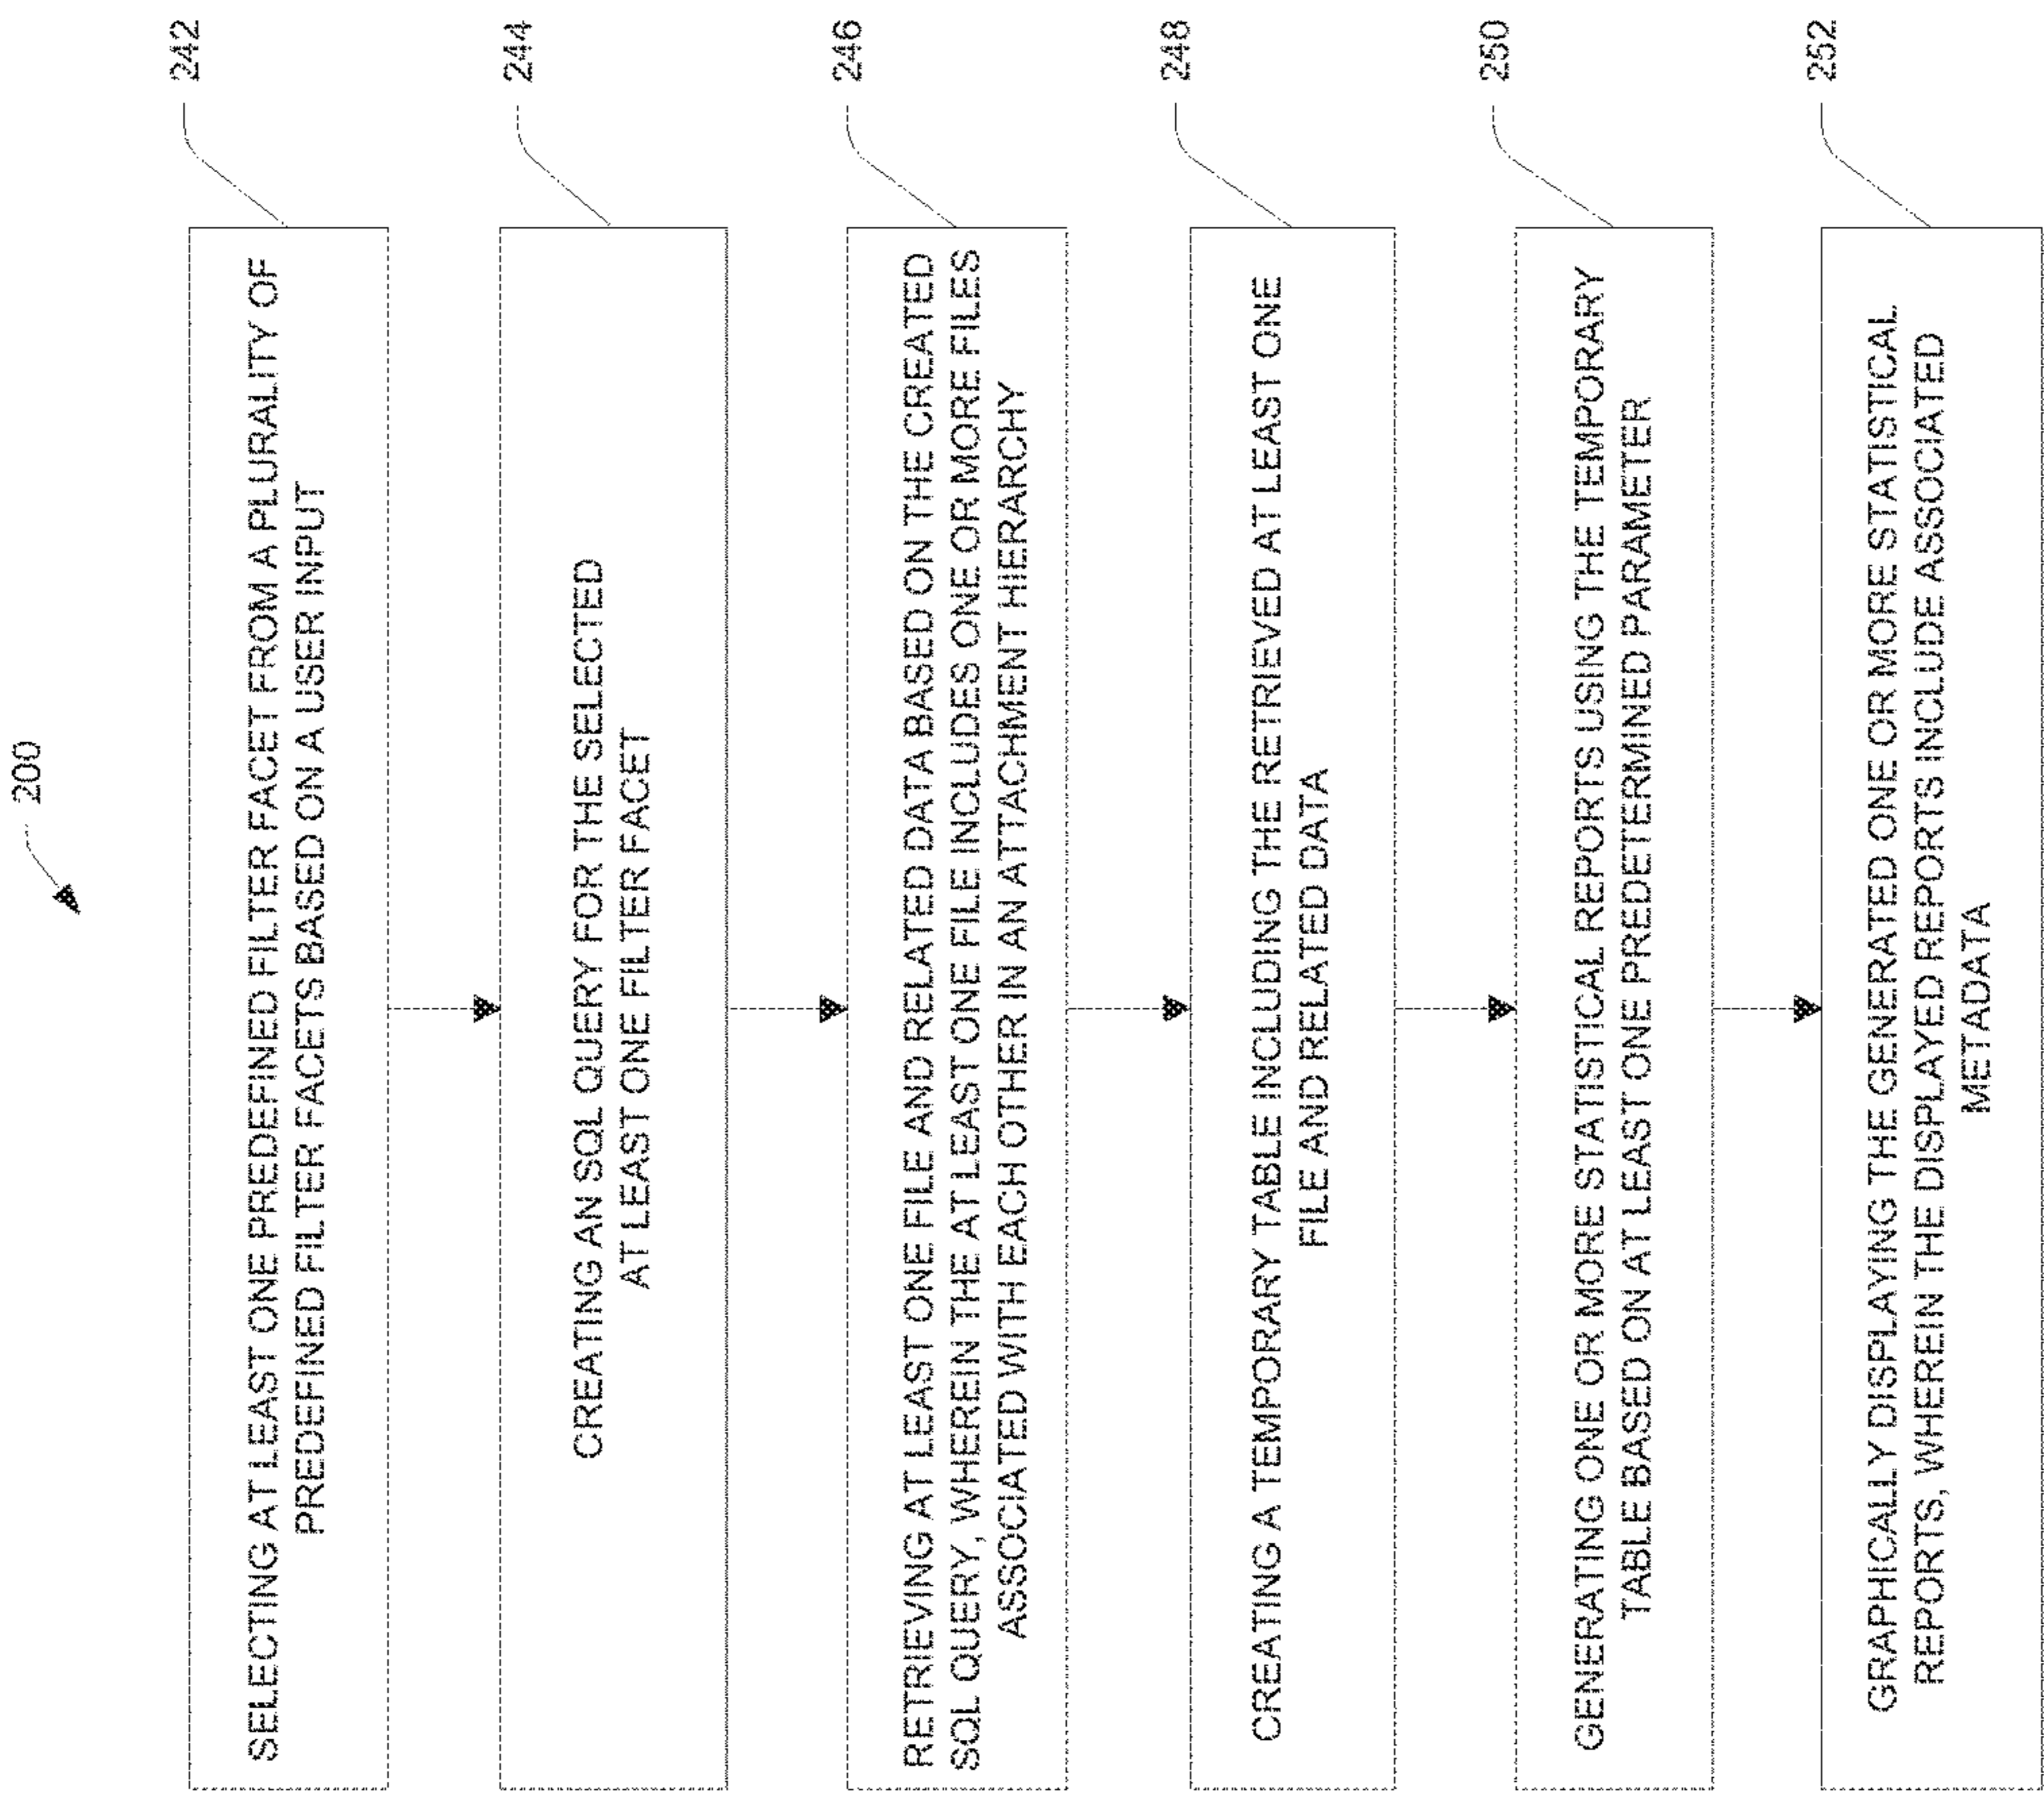 200
242
SELECTING AT LEAST ONE PREDEFINED FILTER FACET FROM A PLURALITY OF
PREDEFINED FILTER FACETS BASED ON A USER INPUT
244
CREATING AN SQL QUERY FOR THE SELECTED
AT LEAST ONE FILTER FACET
246
RETRIEVING AT LEAST ONE FILE AND RELATED DATA BASED ON THE CREATED
SQL QUERY, WHEREIN THE AT LEAST ONE FILE INCLUDES ONE OR MORE FILES
ASSOCIATED WITH EACH OTHER IN AN ATTACHMENT HIERARCHY
248
CREATING A TEMPORARY TABLE INCLUDING THE RETRIEVED AT LEAST ONE
FILE AND RELATED DATA
250
GENERATING ONE OR MORE STATISTICAL REPORTS USING THE TEMPORARY
TABLE BASED ON AT LEAST ONE PREDETERMINED PARAMETER
252
GRAPHICALLY DISPLAYING THE GENERATED ONE OR MORE STATISTICAL
REPORTS, WHEREIN THE DISPLAYED REPORTS INCLUDE ASSOCIATED
METADATA